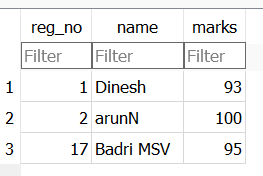 reg_no name marks
Filter Filter Filter
1 1 Dinesh 93
2 2 arunN 100
3 17 Badri MSV 95